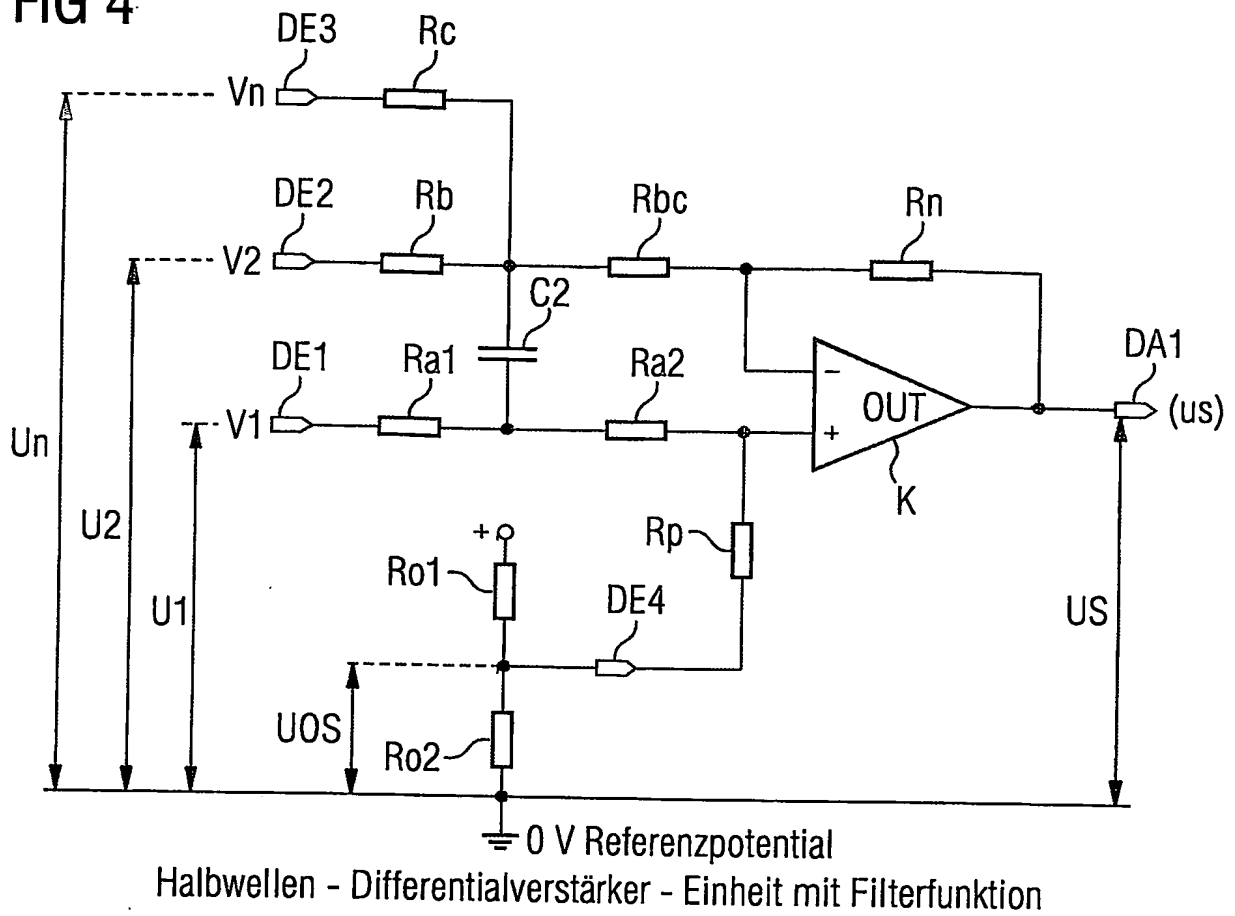 FIG 4
DE3 Rc
Vn
DE2 Rb Rbc Rn
V2
C2
DE1 Ra1 Ra2 DA1
V1 − OUT + (us)
K
Un
U2
U1
+
Ro1 Rp
DE4
US
UOS
Ro2
0 V Referenzpotential
Halbwellen - Differentialverstärker - Einheit mit Filterfunktion